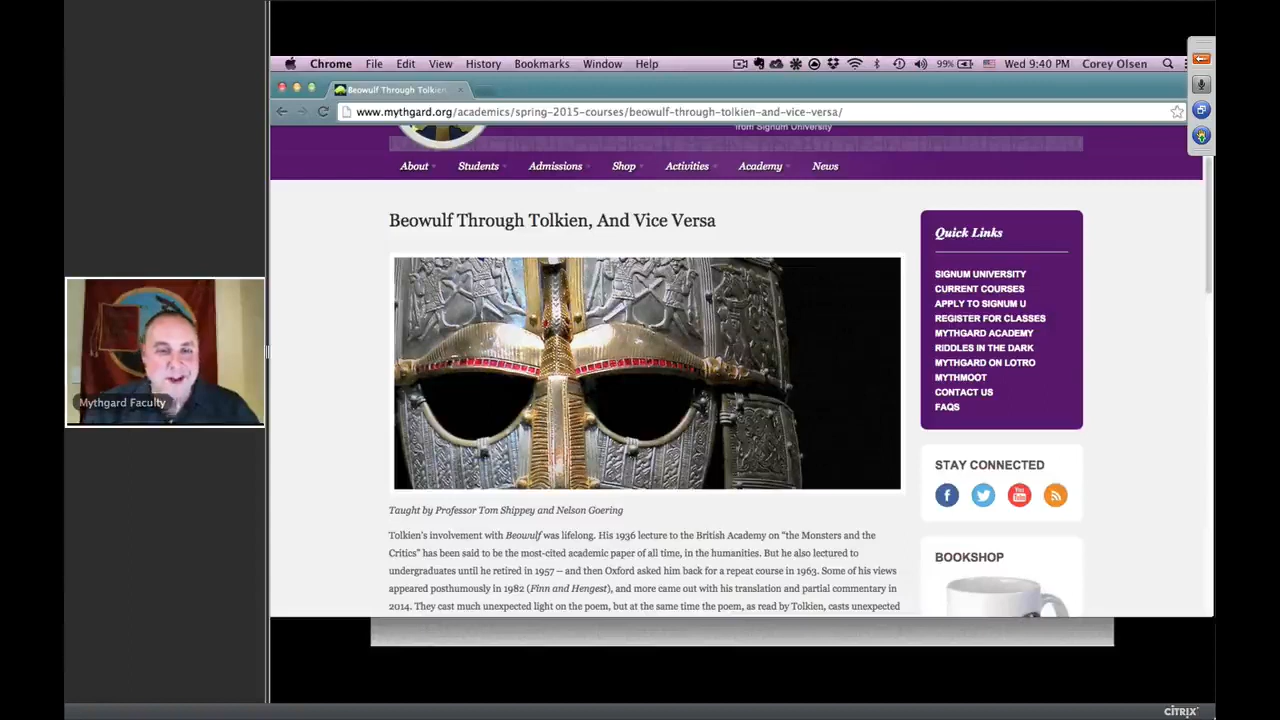 Chrome File Edit View History Bookmarks Window Help 99% Wed 9:40 PM Corey Olsen
Beowulf Through Tolkien,
www.mythgard.org/academics/spring-2015-courses/beowulf-through-tolkien-and-vice-versa/
from Signum University
About Students Admissions Shop Activities Academy News
Beowulf Through Tolkien, And Vice Versa
Taught by Professor Tom Shippey and Nelson Goering
Tolkien's involvement with Beowulf was lifelong. His 1936 lecture to the British Academy on "the Monsters and the
Critics" has been said to be the most-cited academic paper of all time, in the humanities. But he also lectured to
undergraduates until he retired in 1957 – and then Oxford asked him back for a repeat course in 1963. Some of his views
appeared posthumously in 1982 (Finn and Hengest), and more came out with his translation and partial commentary in
2014. They cast much unexpected light on the poem, but at the same time the poem, as read by Tolkien, casts unexpected
Quick Links
SIGNUM UNIVERSITY
CURRENT COURSES
APPLY TO SIGNUM U
REGISTER FOR CLASSES
MYTHGARD ACADEMY
RIDDLES IN THE DARK
MYTHGARD ON LOTRO
MYTHMOOT
CONTACT US
FAQS
STAY CONNECTED
You Tube
BOOKSHOP
Mythgard Faculty
CITRIX